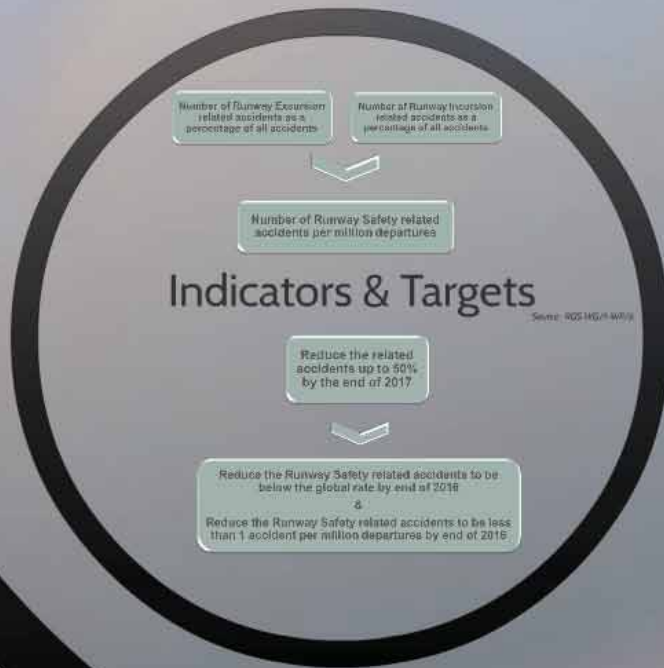 Number of Runway Excursion
related accidents as a
percentage of all accidents
Number of Runway Incursion
related accidents as a
percentage of all accidents
Number of Runway Safety related
accidents per million departures
Indicators & Targets
Source:
Reduce the related
accidents up to 50%
by the end of 2017
Reduce the Runway Safety related accidents to be
below the global rate by end of 2016
&
Reduce the Runway Safety related accidents to be less
than 1 accident per million departures by end of 2016